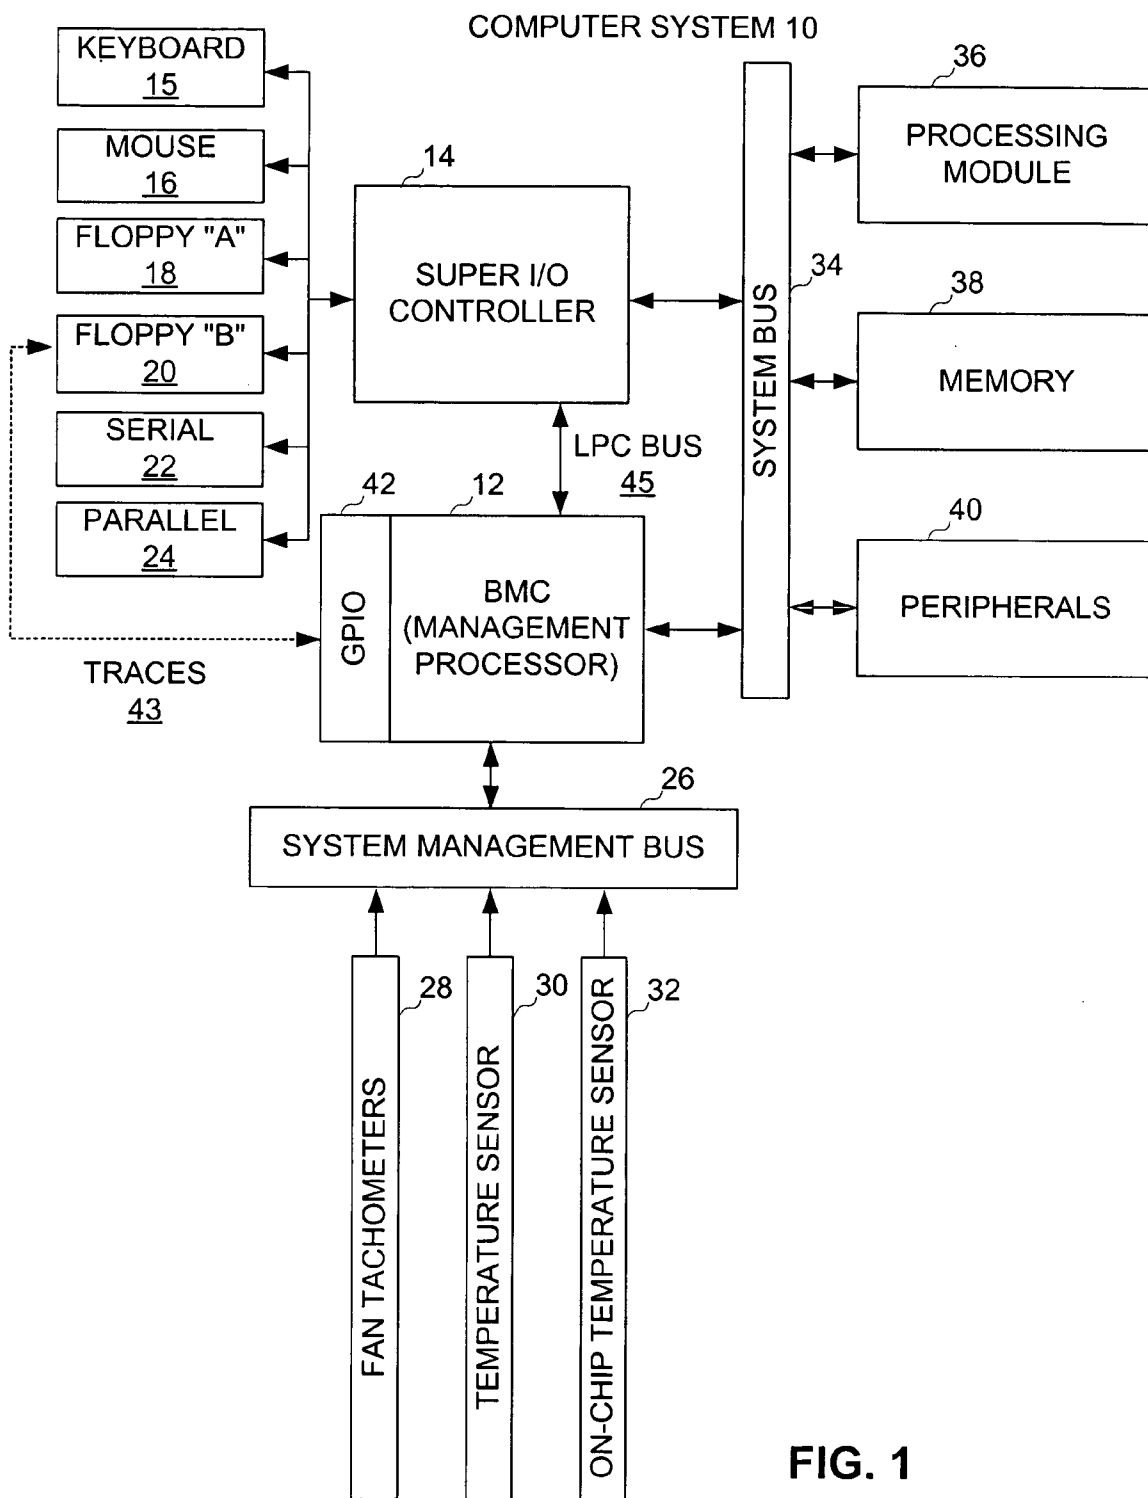 COMPUTER SYSTEM 10
KEYBOARD
15
MOUSE
16
FLOPPY "A"
18
FLOPPY "B"
20
SERIAL
22
PARALLEL
24
TRACES
43
14
SUPER I/O
CONTROLLER
LPC BUS
45
42
12
GPIO
BMC
(MANAGEMENT
PROCESSOR)
34
SYSTEM BUS
36
PROCESSING
MODULE
38
MEMORY
40
PERIPHERALS
26
SYSTEM MANAGEMENT BUS
28
FAN TACHOMETERS
30
TEMPERATURE SENSOR
32
ON-CHIP TEMPERATURE SENSOR
FIG. 1